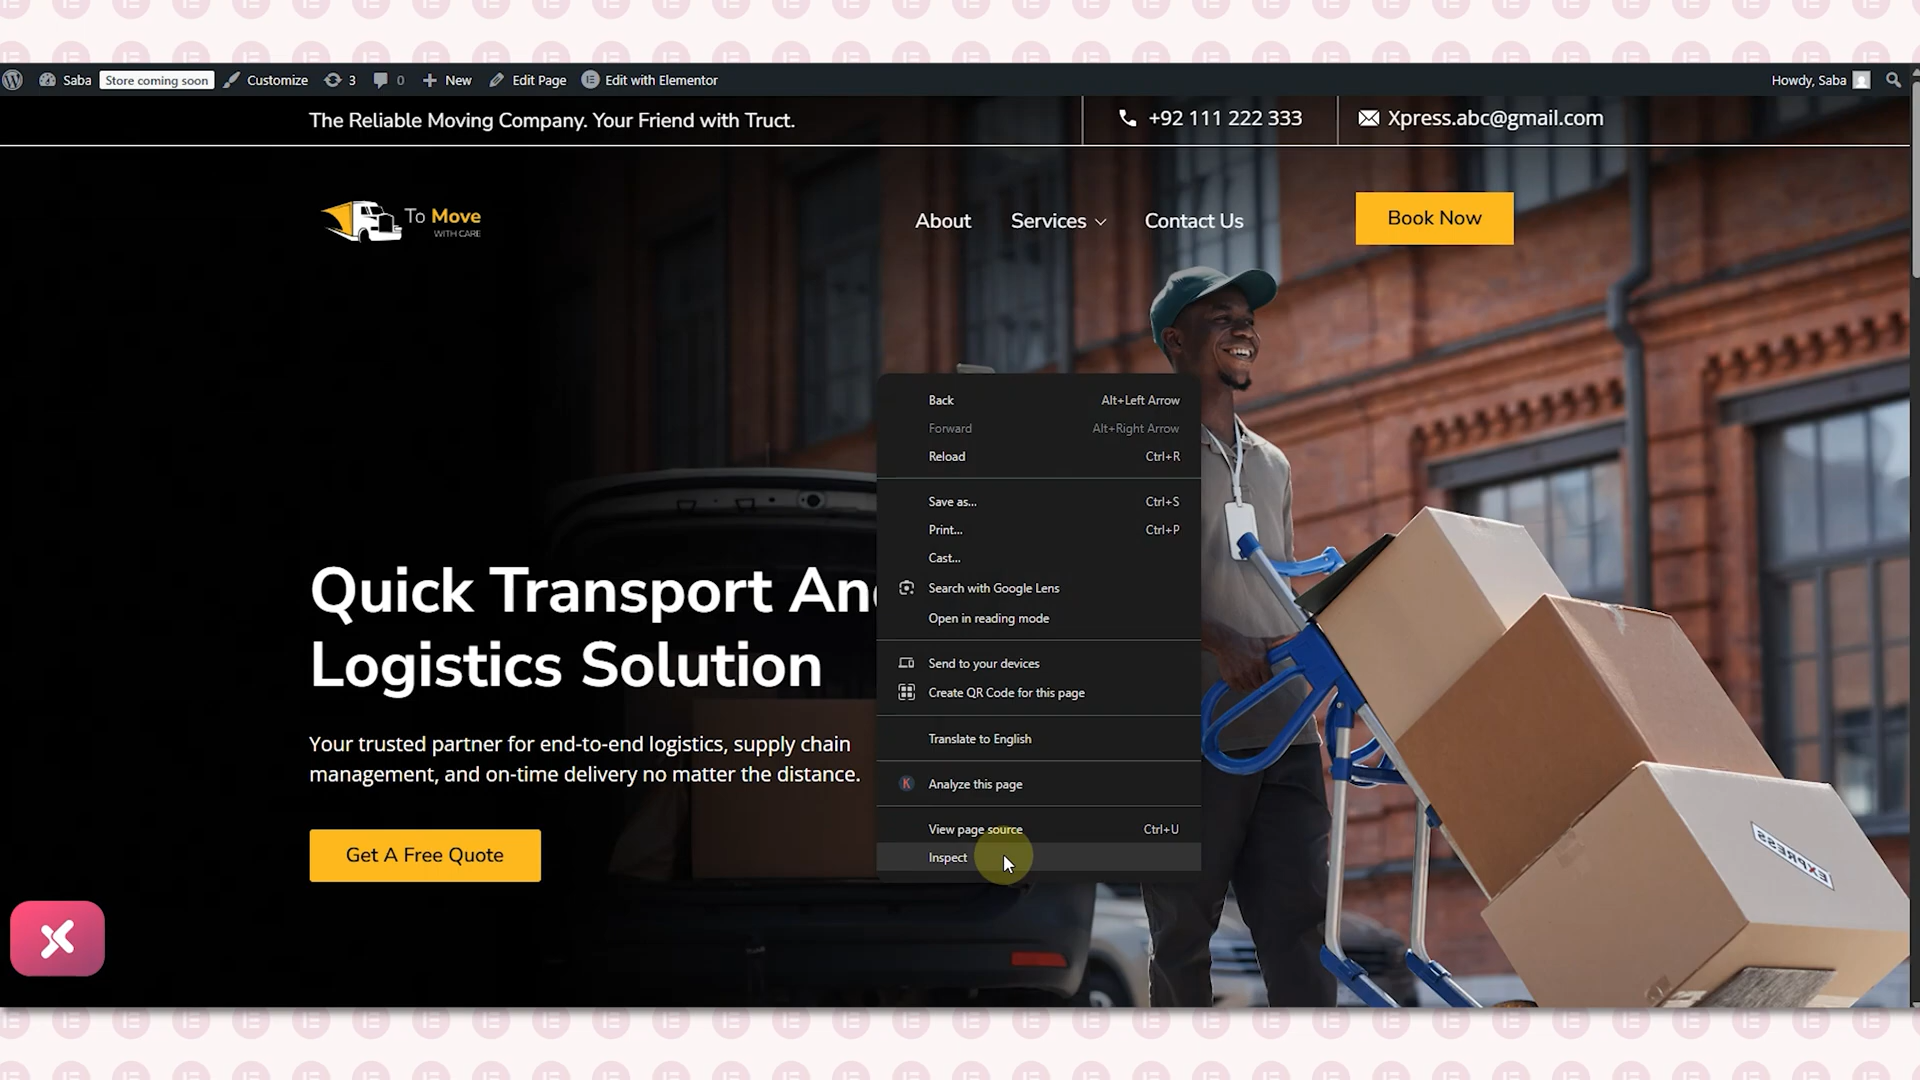 Saba Store coming soon Customize 3 0 New Edit Page Edit with Elementor Howdy, Saba
The Reliable Moving Company. Your Friend with Truct. +92 111 222 333 Xpress.abc@gmail.com
To Move
WITH CARE
About Services Contact Us Book Now
Back Alt+Left Arrow
Forward Alt+Right Arrow
Reload Ctrl+R
Save as... Ctrl+S
Print... Ctrl+P
Cast...
Search with Google Lens
Open in reading mode
Send to your devices
Create QR Code for this page
Translate to English
Analyze this page
View page source Ctrl+U
Inspect
Quick Transport An
Logistics Solution
Your trusted partner for end-to-end logistics, supply chain
management, and on-time delivery no matter the distance.
Get A Free Quote
EXPRESS